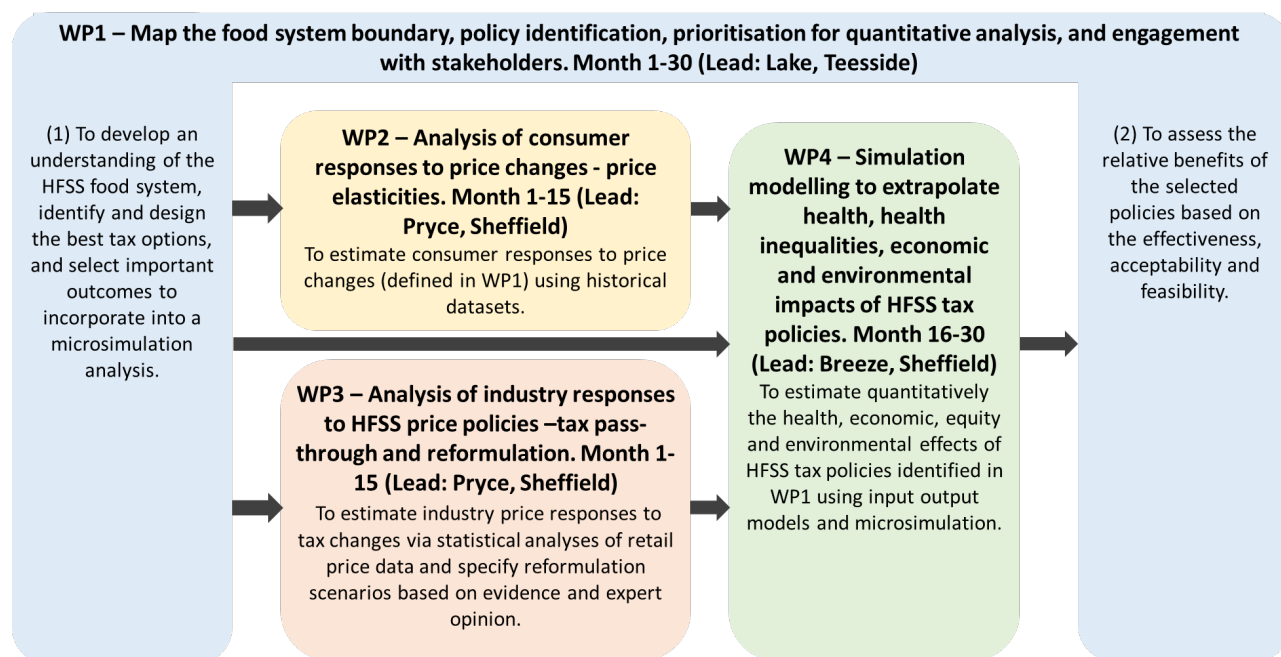 WP1 – Map the food system boundary, policy identification, prioritisation for quantitative analysis, and engagement
with stakeholders. Month 1-30 (Lead: Lake, Teesside)
(1) To develop an
understanding of the
HFSS food system,
identify and design
the best tax options,
and select important
outcomes to
incorporate into a
microsimulation
analysis.
WP2 – Analysis of consumer
responses to price changes - price
elasticities. Month 1-15 (Lead:
Pryce, Sheffield)
To estimate consumer responses to price
changes (defined in WP1) using historical
datasets.
WP3 – Analysis of industry responses
to HFSS price policies –tax pass-
through and reformulation. Month 1-
15 (Lead: Pryce, Sheffield)
To estimate industry price responses to
tax changes via statistical analyses of retail
price data and specify reformulation
scenarios based on evidence and expert
opinion.
WP4 – Simulation
modelling to extrapolate
health, health
inequalities, economic
and environmental
impacts of HFSS tax
policies. Month 16-30
(Lead: Breeze, Sheffield)
To estimate quantitatively
the health, economic, equity
and environmental effects of
HFSS tax policies identified in
WP1 using input output
models and microsimulation.
(2) To assess the
relative benefits of
the selected
policies based on
the effectiveness,
acceptability and
feasibility.